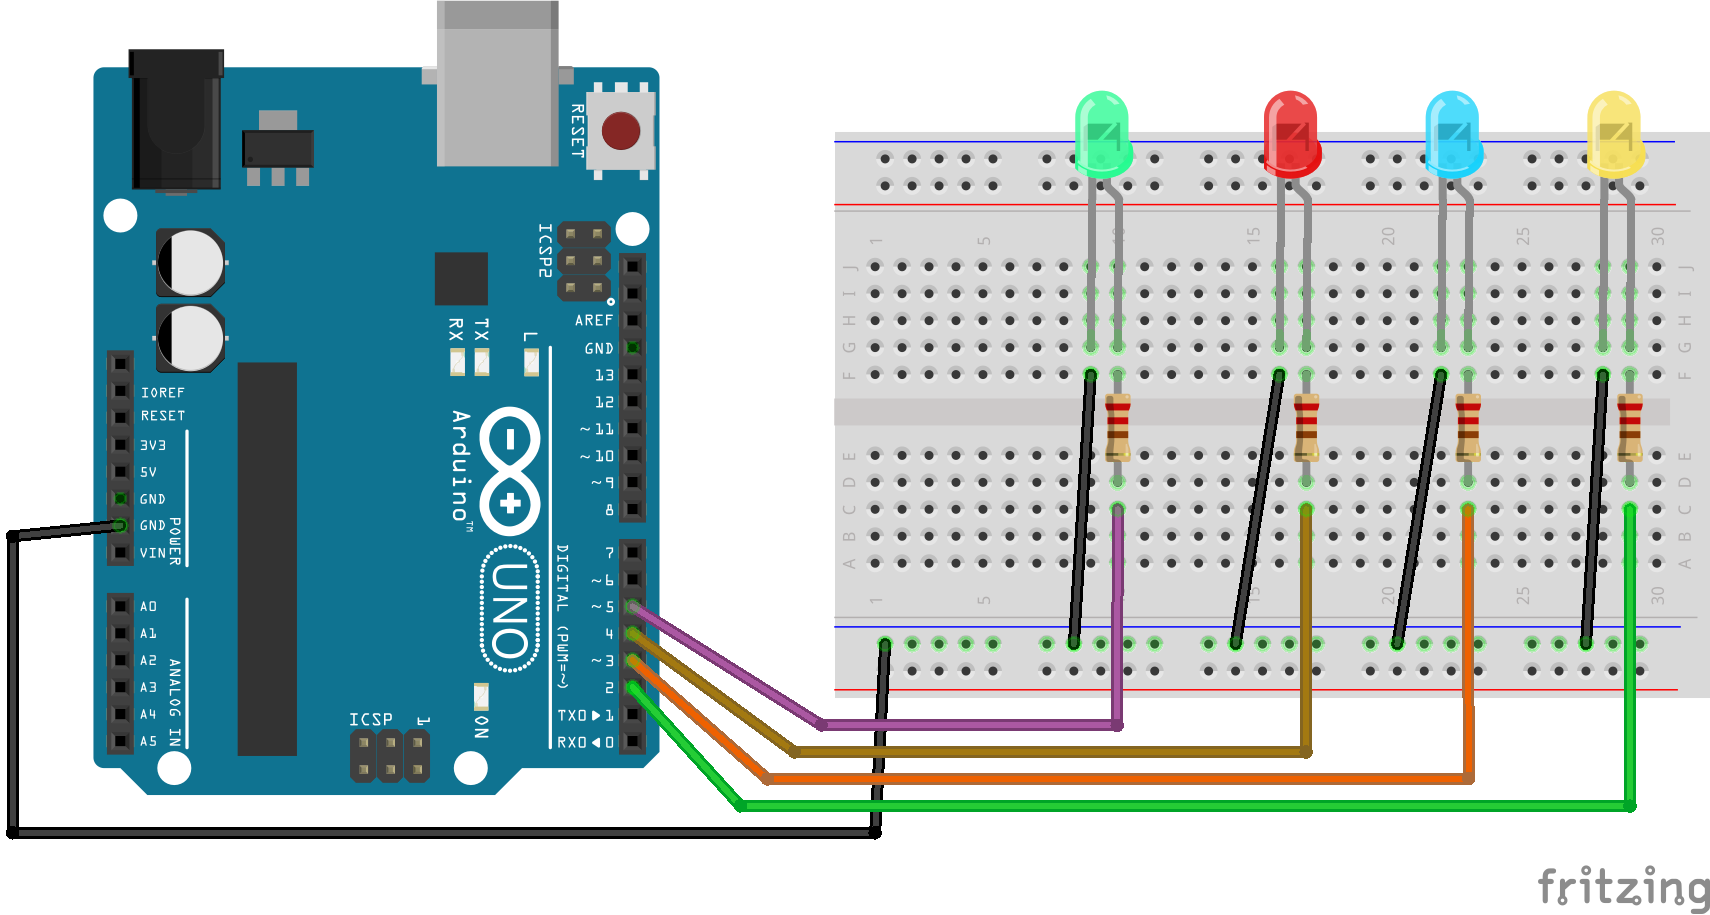 RESET
ICSP2
AREF
GND
13
12
~11
~10
~9
8
7
~6
~5
4
~3
2
TX0▶1
RX0◀0
DIGITAL (PWM=~)
RX
TX
L
Arduino™
UNO
IOREF
RESET
3V3
5V
GND
GND
VIN
POWER
A0
A1
A2
A3
A4
A5
ANALOG IN
ICSP
1
ON
1 5 10 15 20 25 30
J J
I I
H H
G G
F F
E E
D D
C C
B B
A A
1 5 15 20 25 30
fritzing